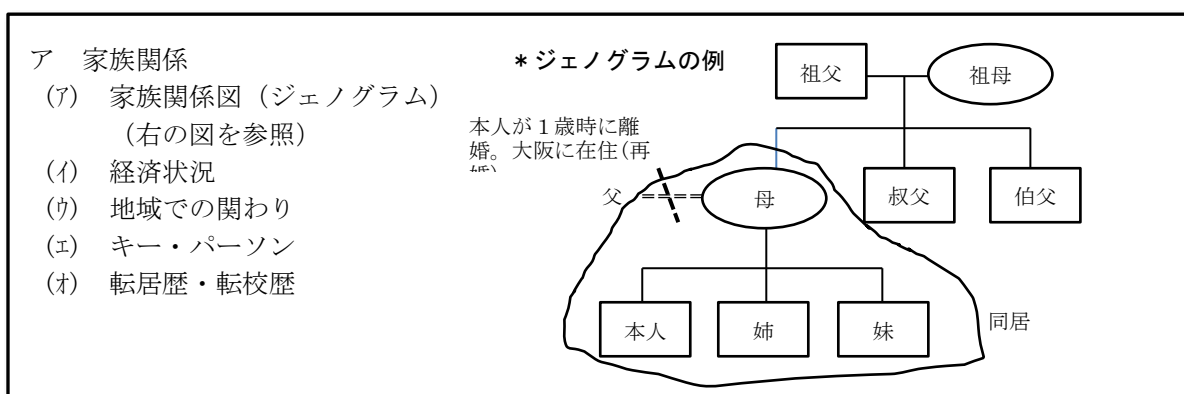 ア 家族関係
(ｱ) 家族関係図（ジェノグラム）
（右の図を参照）
(ｲ) 経済状況
(ｳ) 地域での関わり
(ｴ) キー・パーソン
(ｵ) 転居歴・転校歴
＊ジェノグラムの例
祖父
祖母
本人が１歳時に離
婚。大阪に在住(再
婚)
父
母
叔父
伯父
本人
姉
妹
同居